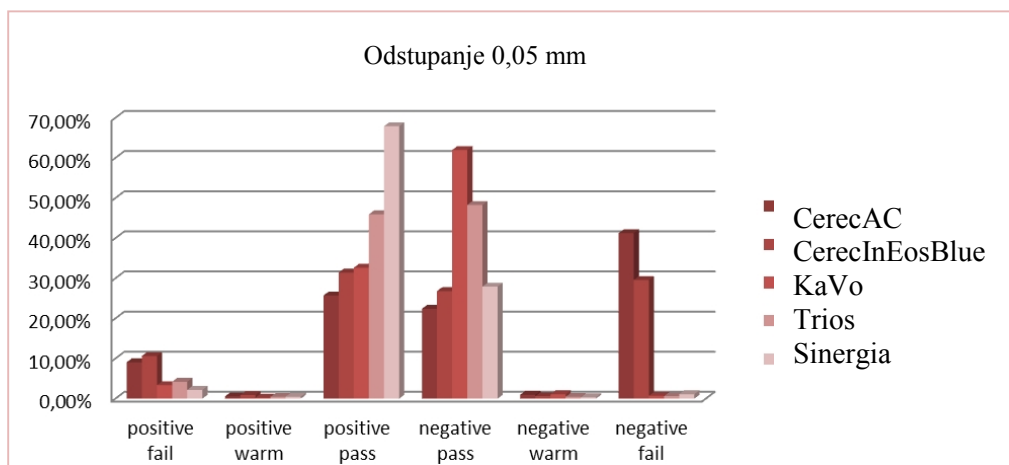 Odstupanje 0,05 mm
70,00%
60,00%
50,00%
40,00%
30,00%
20,00%
10,00%
0,00%
positive fail
positive warm
positive pass
negative pass
negative warm
negative fail
CerecAC
CerecInEosBlue
KaVo
Trios
Sinergia